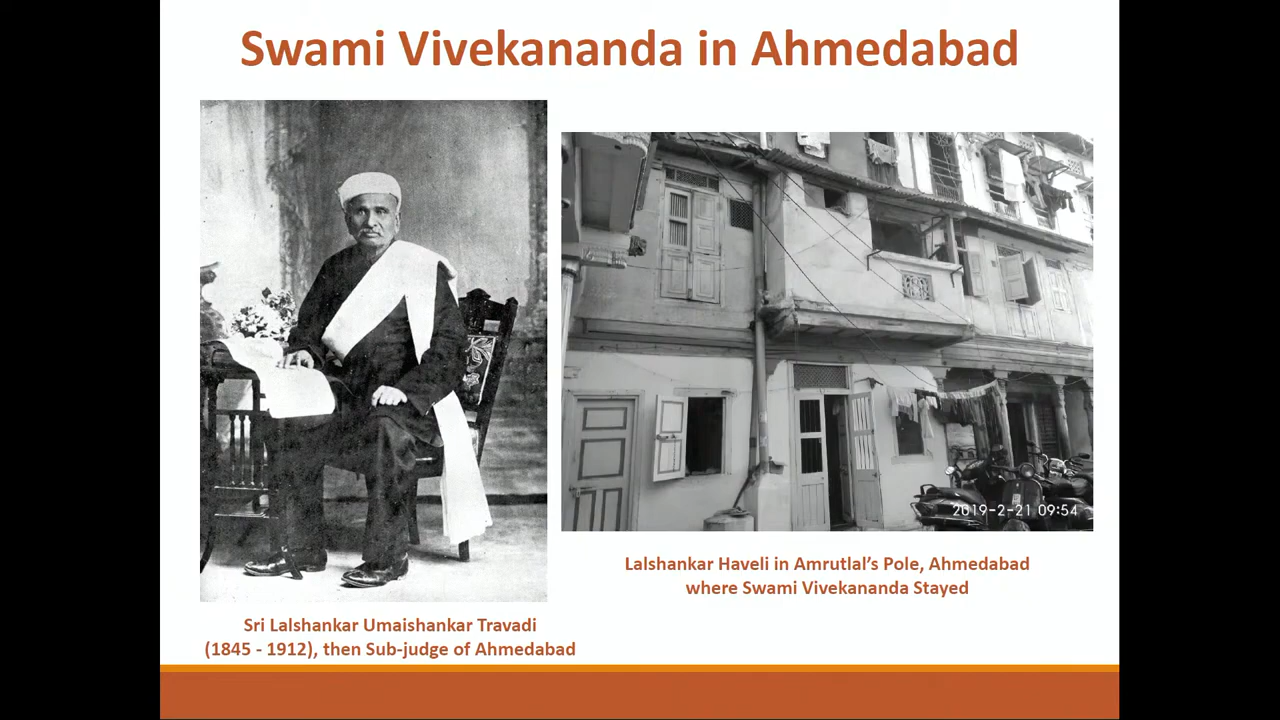 Swami Vivekananda in Ahmedabad
2019-2-21 09:54
Lalshankar Haveli in Amrutlal's Pole, Ahmedabad
where Swami Vivekananda Stayed
Sri Lalshankar Umaishankar Travadi
(1845 - 1912), then Sub-judge of Ahmedabad